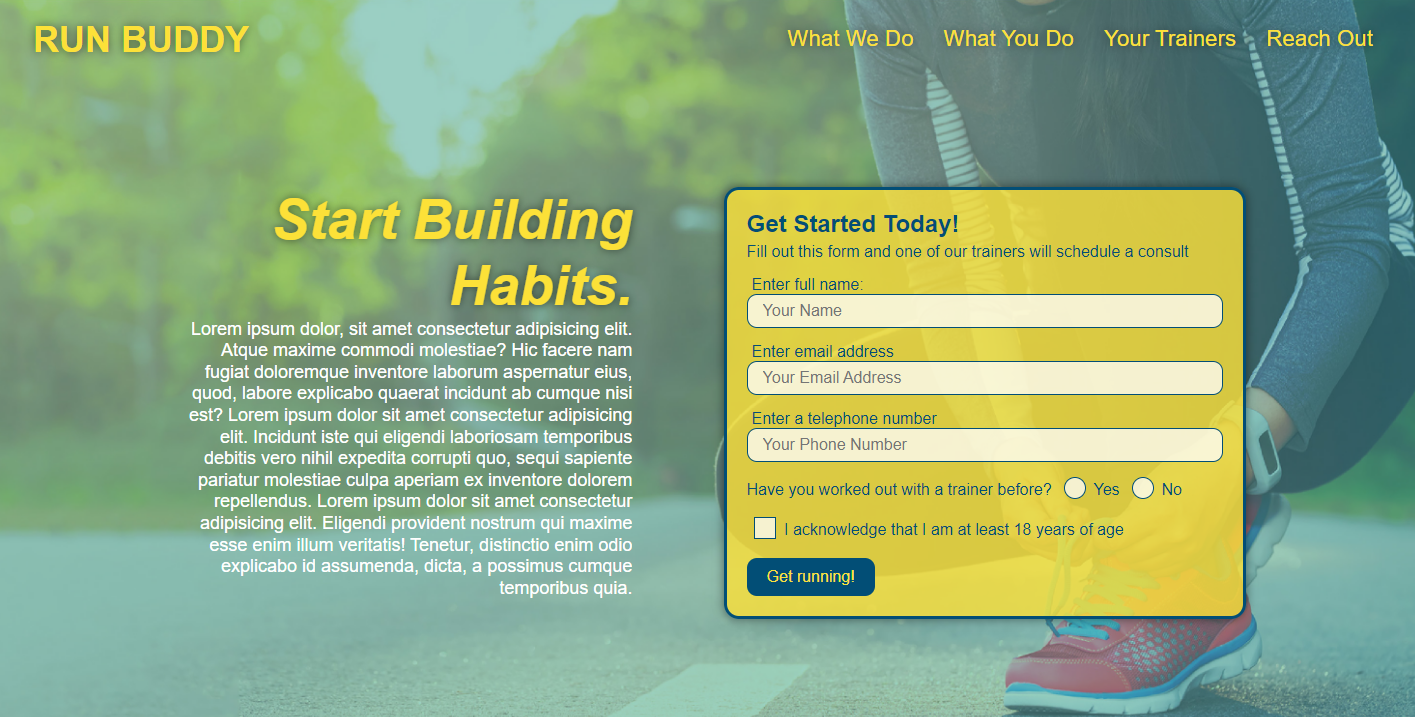 RUN BUDDY
What We Do What You Do Your Trainers Reach Out
Start Building
Habits.
Lorem ipsum dolor, sit amet consectetur adipisicing elit.
Atque maxime commodi molestiae? Hic facere nam
fugiat doloremque inventore laborum aspernatur eius,
quod, labore explicabo quaerat incidunt ab cumque nisi
est? Lorem ipsum dolor sit amet consectetur adipisicing
elit. Incidunt iste qui eligendi laboriosam temporibus
debitis vero nihil expedita corrupti quo, sequi sapiente
pariatur molestiae culpa aperiam ex inventore dolorem
repellendus. Lorem ipsum dolor sit amet consectetur
adipisicing elit. Eligendi provident nostrum qui maxime
esse enim illum veritatis! Tenetur, distinctio enim odio
explicabo id assumenda, dicta, a possimus cumque
temporibus quia.
Get Started Today!
Fill out this form and one of our trainers will schedule a consult
Enter full name:
Your Name
Enter email address
Your Email Address
Enter a telephone number
Your Phone Number
Have you worked out with a trainer before? Yes No
I acknowledge that I am at least 18 years of age
Get running!